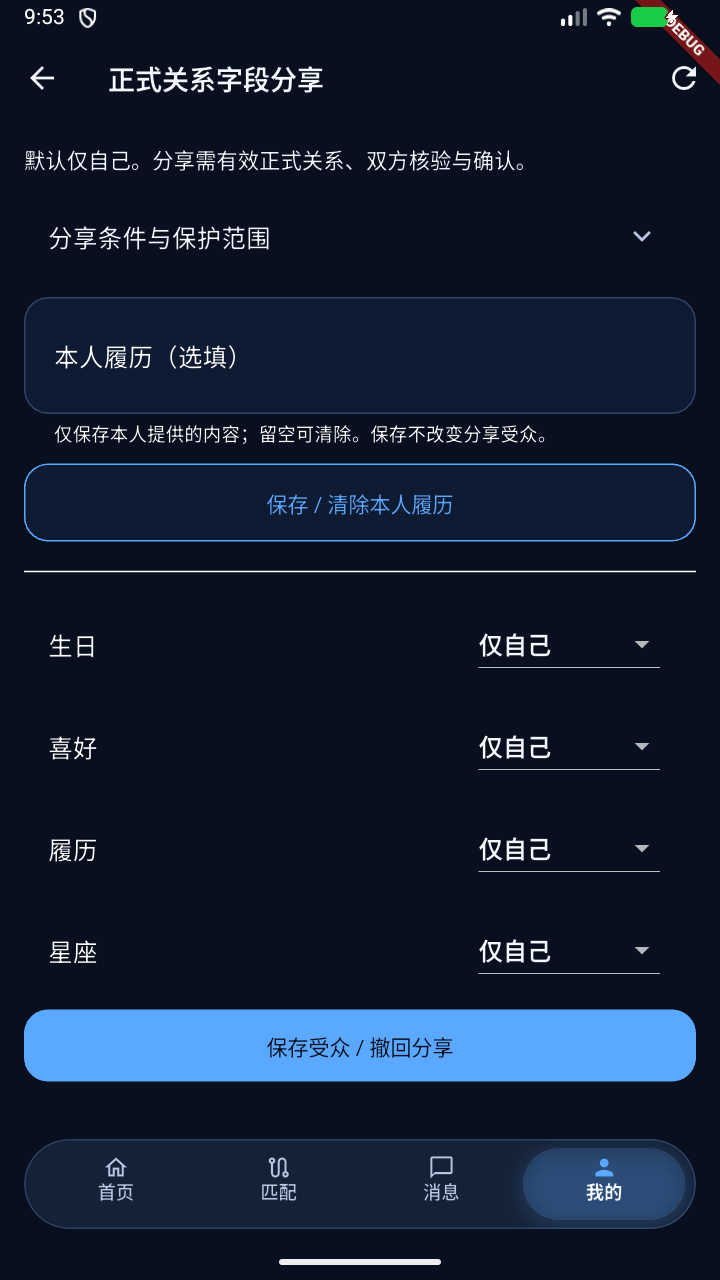 9:53
DEBUG
正式关系字段分享
默认仅自己。分享需有效正式关系、双方核验与确认。
分享条件与保护范围
本人履历（选填）
仅保存本人提供的内容；留空可清除。保存不改变分享受众。
保存 / 清除本人履历
生日 仅自己
喜好 仅自己
履历 仅自己
星座 仅自己
保存受众 / 撤回分享
首页 匹配 消息 我的